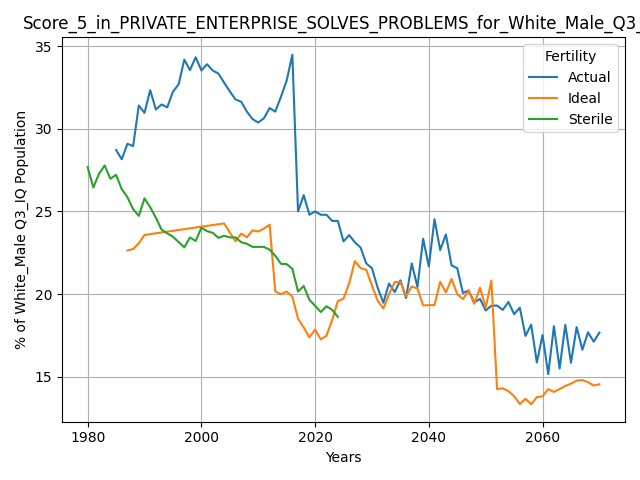 Score_5_in_PRIVATE_ENTERPRISE_SOLVES_PROBLEMS_for_White_Male_Q3_
35
30
25
20
15
% of White_Male Q3_IQ Population
Fertility
Actual
Ideal
Sterile
1980 2000 2020 2040 2060
Years